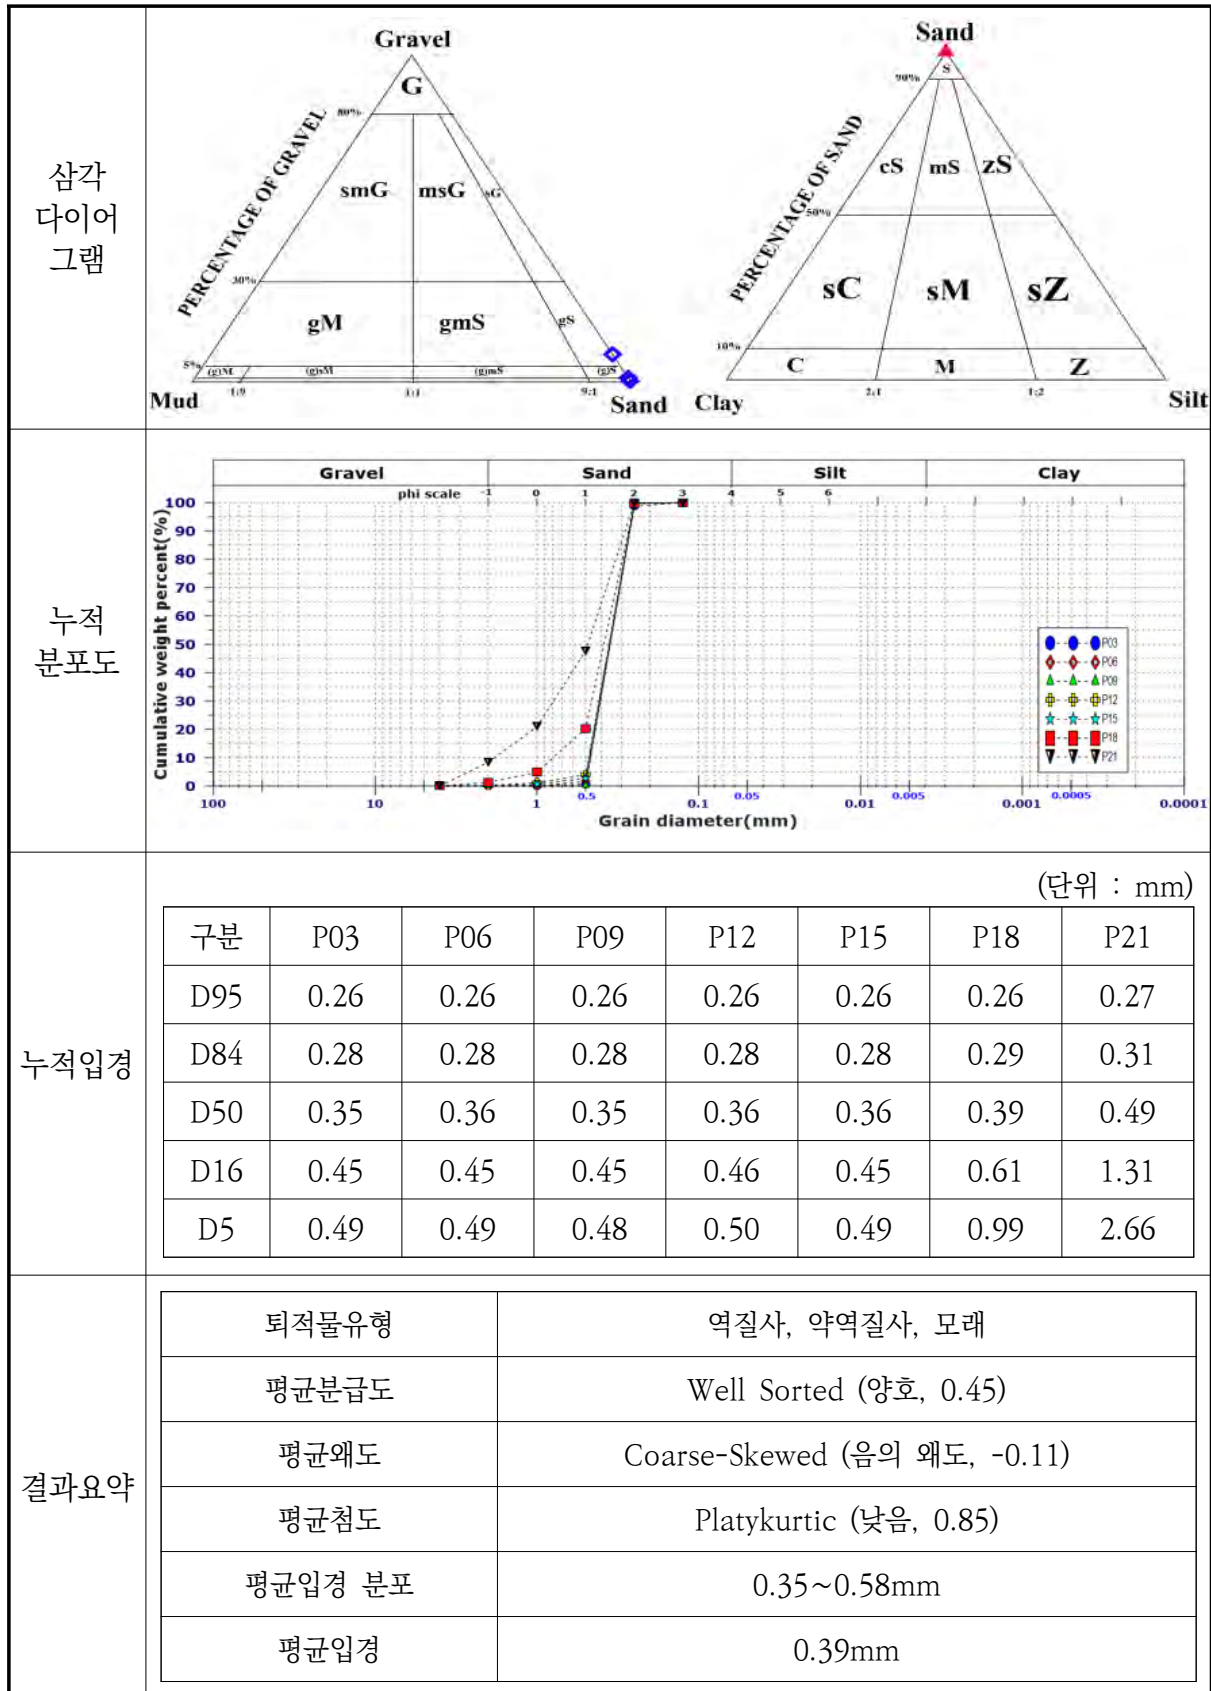 삼각
다이어
그램
Gravel
G
80%
PERCENTAGE OF GRAVEL
smG
msG
sG
30%
gM
gmS
gS
5%
(g)M
(g)sM
(g)mS
(g)S
1:9
1:1
9:1
Mud
Sand
Sand
S
90%
PERCENTAGE OF SAND
cS
mS
zS
50%
sC
sM
sZ
10%
C
M
Z
2:1
1:2
Clay
Silt
누적
분포도
Gravel Sand Silt Clay
phi scale -1 0 1 2 3 4 5 6
Cumulative weight percent(%)
100
90
80
70
60
50
40
30
20
10
0
P03
P06
P09
P12
P15
P18
P21
100 10 1 0.5 0.1 0.05 0.01 0.005 0.001 0.0005 0.0001
Grain diameter(mm)
누적입경
(단위 : mm)
구분 P03 P06 P09 P12 P15 P18 P21
D95 0.26 0.26 0.26 0.26 0.26 0.26 0.27
D84 0.28 0.28 0.28 0.28 0.28 0.29 0.31
D50 0.35 0.36 0.35 0.36 0.36 0.39 0.49
D16 0.45 0.45 0.45 0.46 0.45 0.61 1.31
D5 0.49 0.49 0.48 0.50 0.49 0.99 2.66
결과요약
퇴적물유형 역질사, 약역질사, 모래
평균분급도 Well Sorted (양호, 0.45)
평균왜도 Coarse-Skewed (음의 왜도, -0.11)
평균첨도 Platykurtic (낮음, 0.85)
평균입경 분포 0.35~0.58mm
평균입경 0.39mm